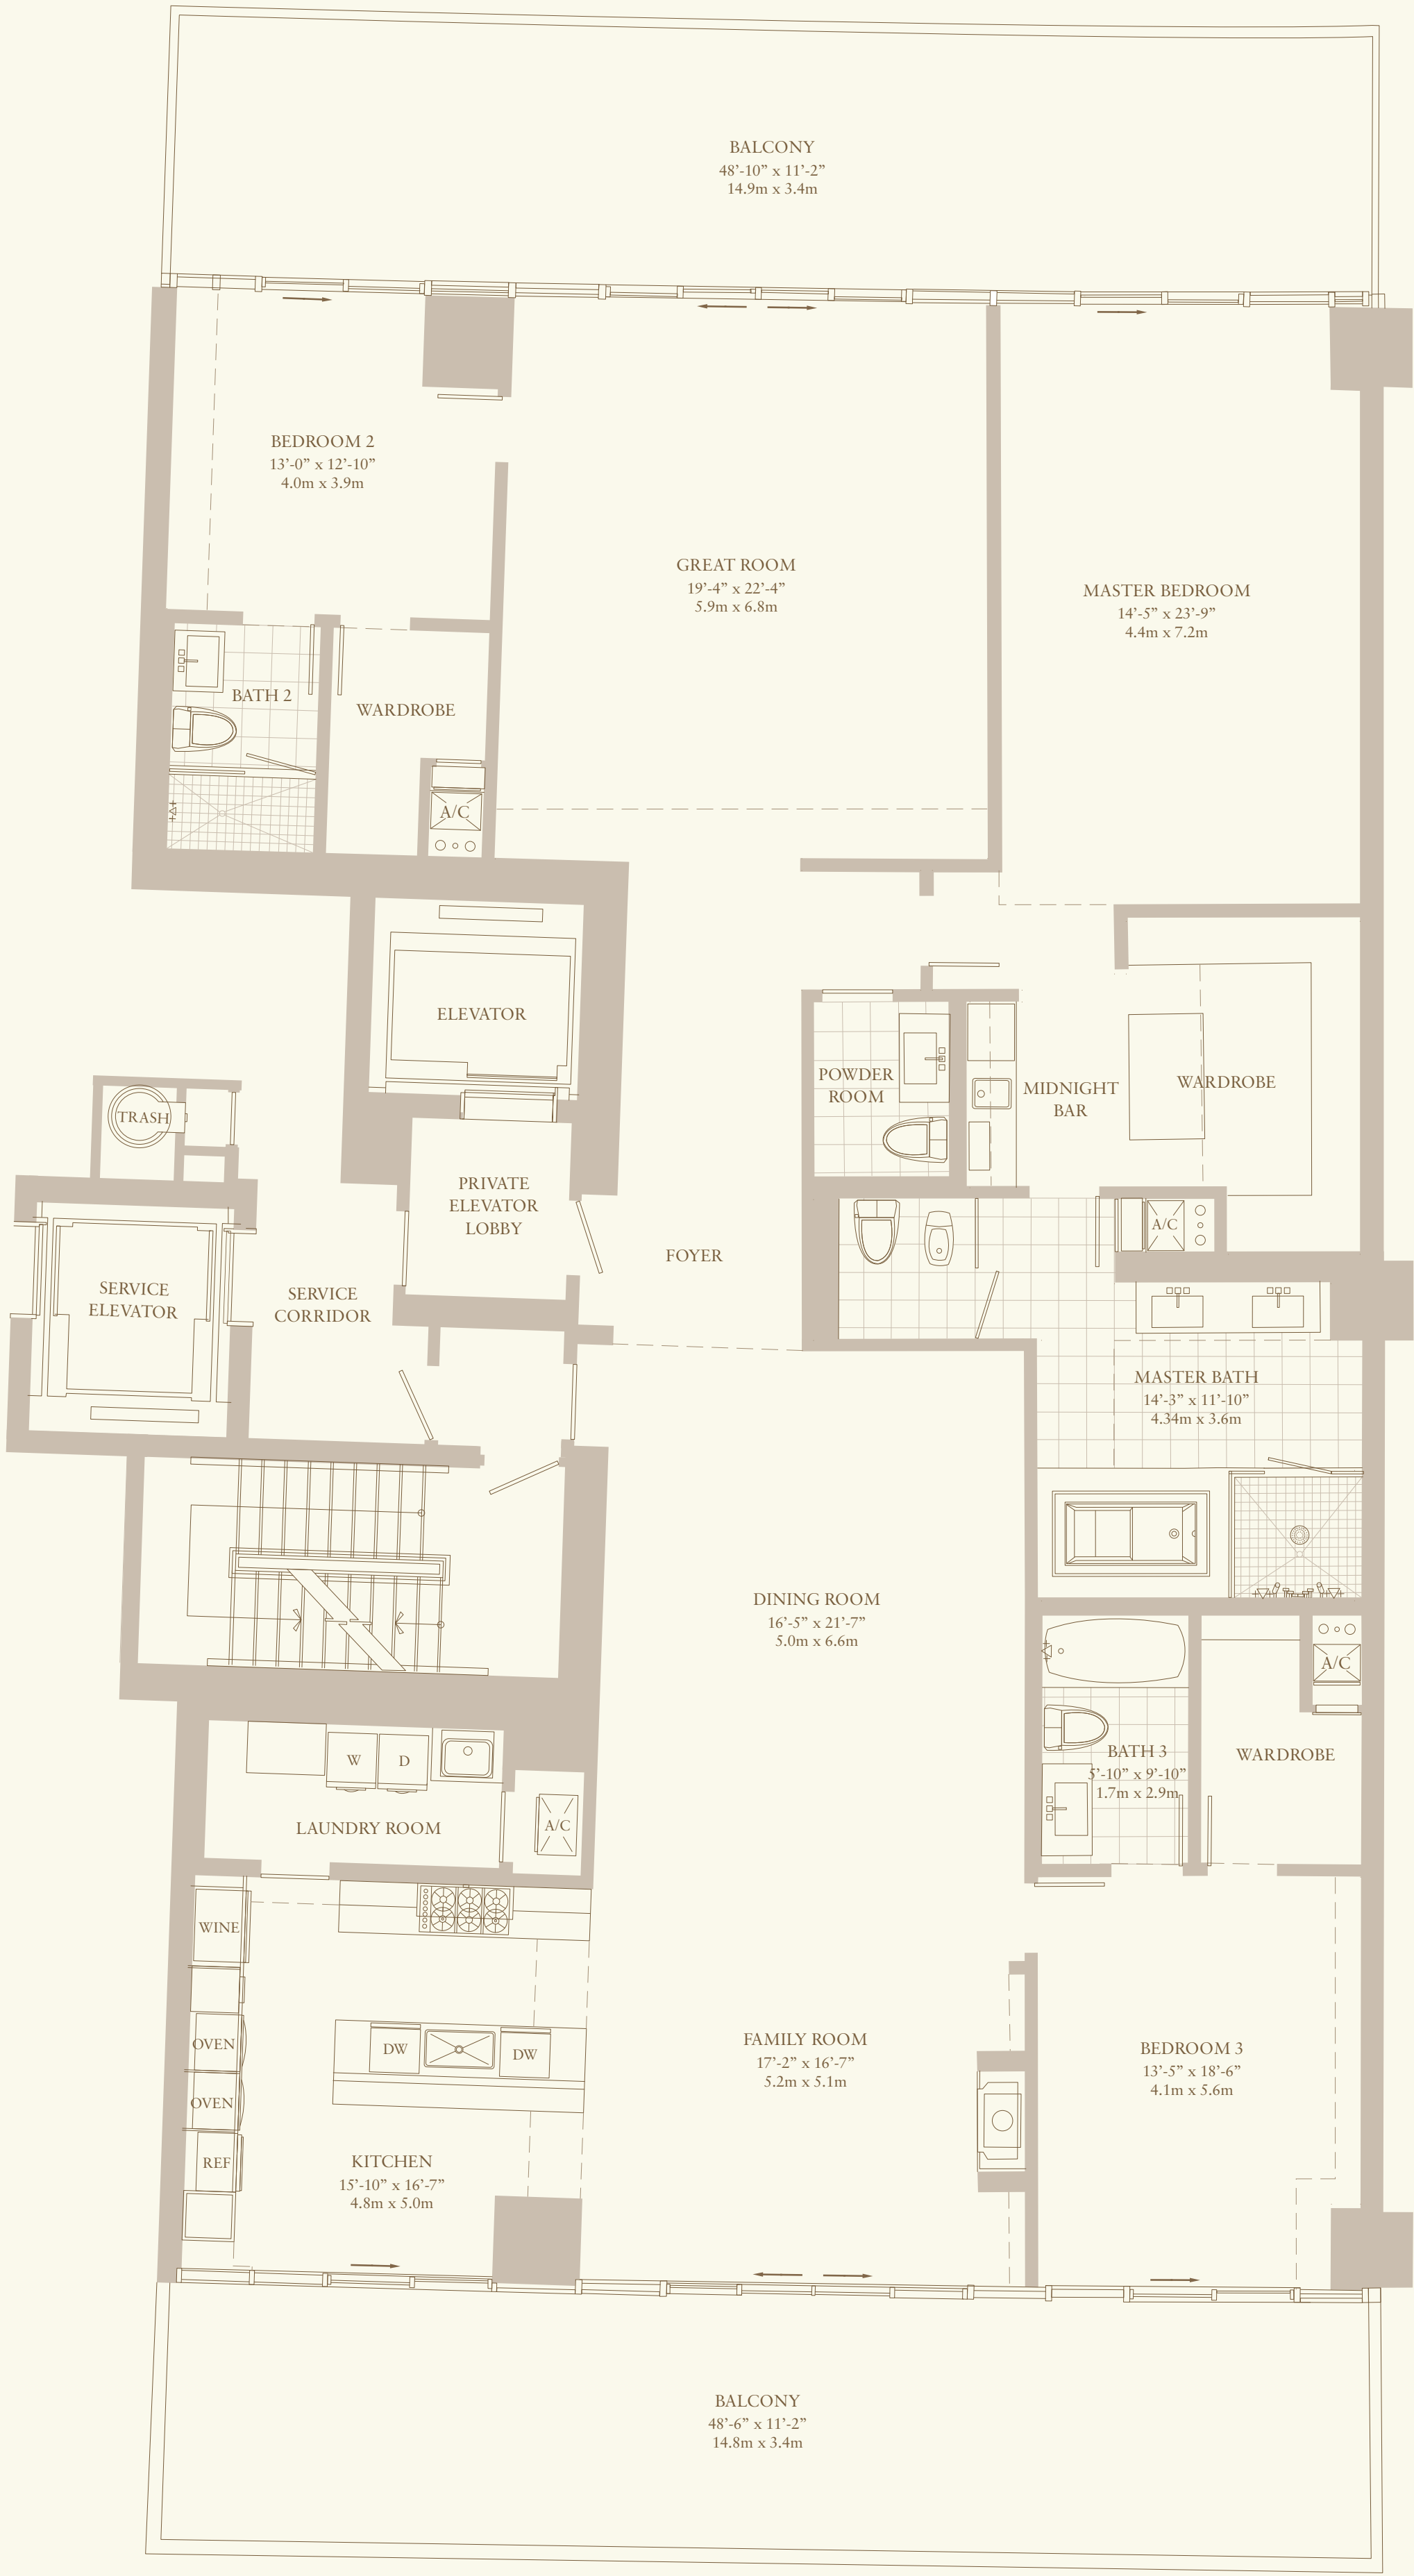 BALCONY
48’-10” x 11’-2”
14.9m x 3.4m
BEDROOM 2
13’-0” x 12’-10”
4.0m x 3.9m
GREAT ROOM
19’-4” x 22’-4”
5.9m x 6.8m
MASTER BEDROOM
14’-5” x 23’-9”
4.4m x 7.2m
BATH 2
WARDROBE
A/C
ELEVATOR
POWDER
ROOM
MIDNIGHT
BAR
WARDROBE
TRASH
PRIVATE
ELEVATOR
LOBBY
FOYER
A/C
SERVICE
ELEVATOR
SERVICE
CORRIDOR
MASTER BATH
14’-3” x 11’-10”
4.34m x 3.6m
DINING ROOM
16’-5” x 21’-7”
5.0m x 6.6m
A/C
BATH 3
5’-10” x 9’-10”
1.7m x 2.9m
WARDROBE
W
D
LAUNDRY ROOM
A/C
WINE
OVEN
OVEN
REF
DW
DW
FAMILY ROOM
17’-2” x 16’-7”
5.2m x 5.1m
BEDROOM 3
13’-5” x 18’-6”
4.1m x 5.6m
KITCHEN
15’-10” x 16’-7”
4.8m x 5.0m
BALCONY
48’-6” x 11’-2”
14.8m x 3.4m